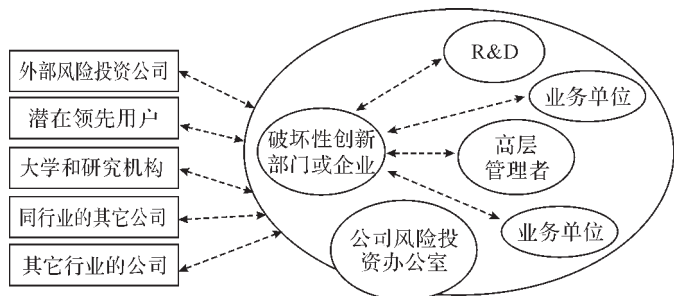 外部风险投资公司
潜在领先用户
大学和研究机构
同行业的其它公司
其它行业的公司
R&D
业务单位
破坏性创新
部门或企业
高层
管理者
业务单位
公司风险投
资办公室